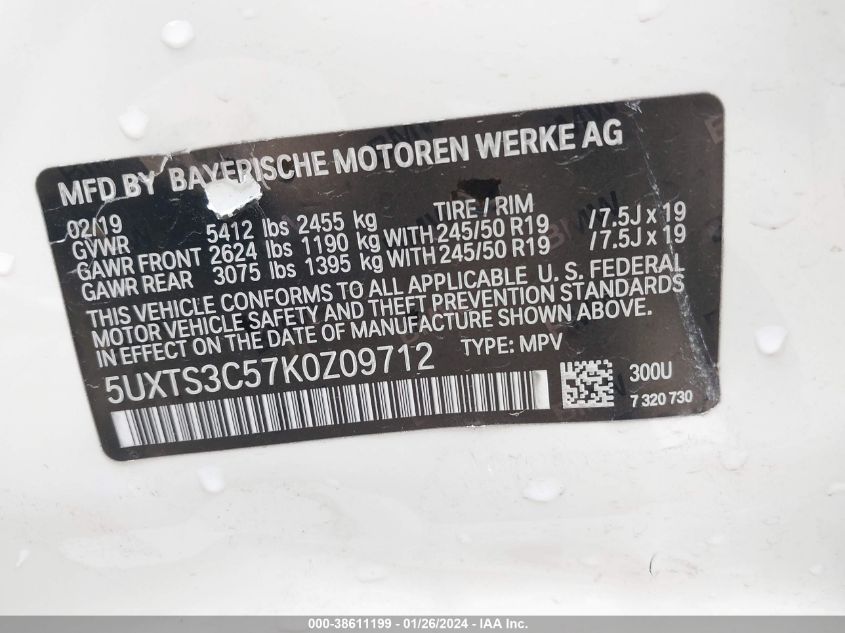 MFD BY BAYERISCHE MOTOREN WERKE AG
02/19 TIRE / RIM
GVWR 5412 lbs 2455 kg
GAWR FRONT 2624 lbs 1190 kg WITH 245/50 R19 / 7.5J x 19
GAWR REAR 3075 lbs 1395 kg WITH 245/50 R19 / 7.5J x 19
THIS VEHICLE CONFORMS TO ALL APPLICABLE U. S. FEDERAL
MOTOR VEHICLE SAFETY AND THEFT PREVENTION STANDARDS
IN EFFECT ON THE DATE OF MANUFACTURE SHOWN ABOVE.
5UXTS3C57K0Z09712 TYPE: MPV
300U
7 320 730
000-38611199 | 01/26/2024 - IAA Inc.